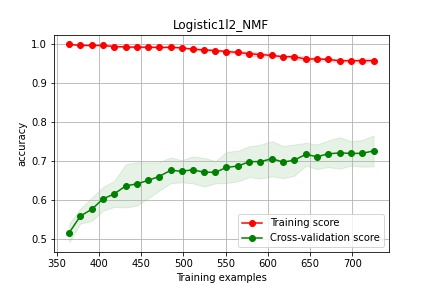 Logistic1l2_NMF
1.0
0.9
0.8
0.7
0.6
0.5
accuracy
350 400 450 500 550 600 650 700
Training examples
Training score
Cross-validation score